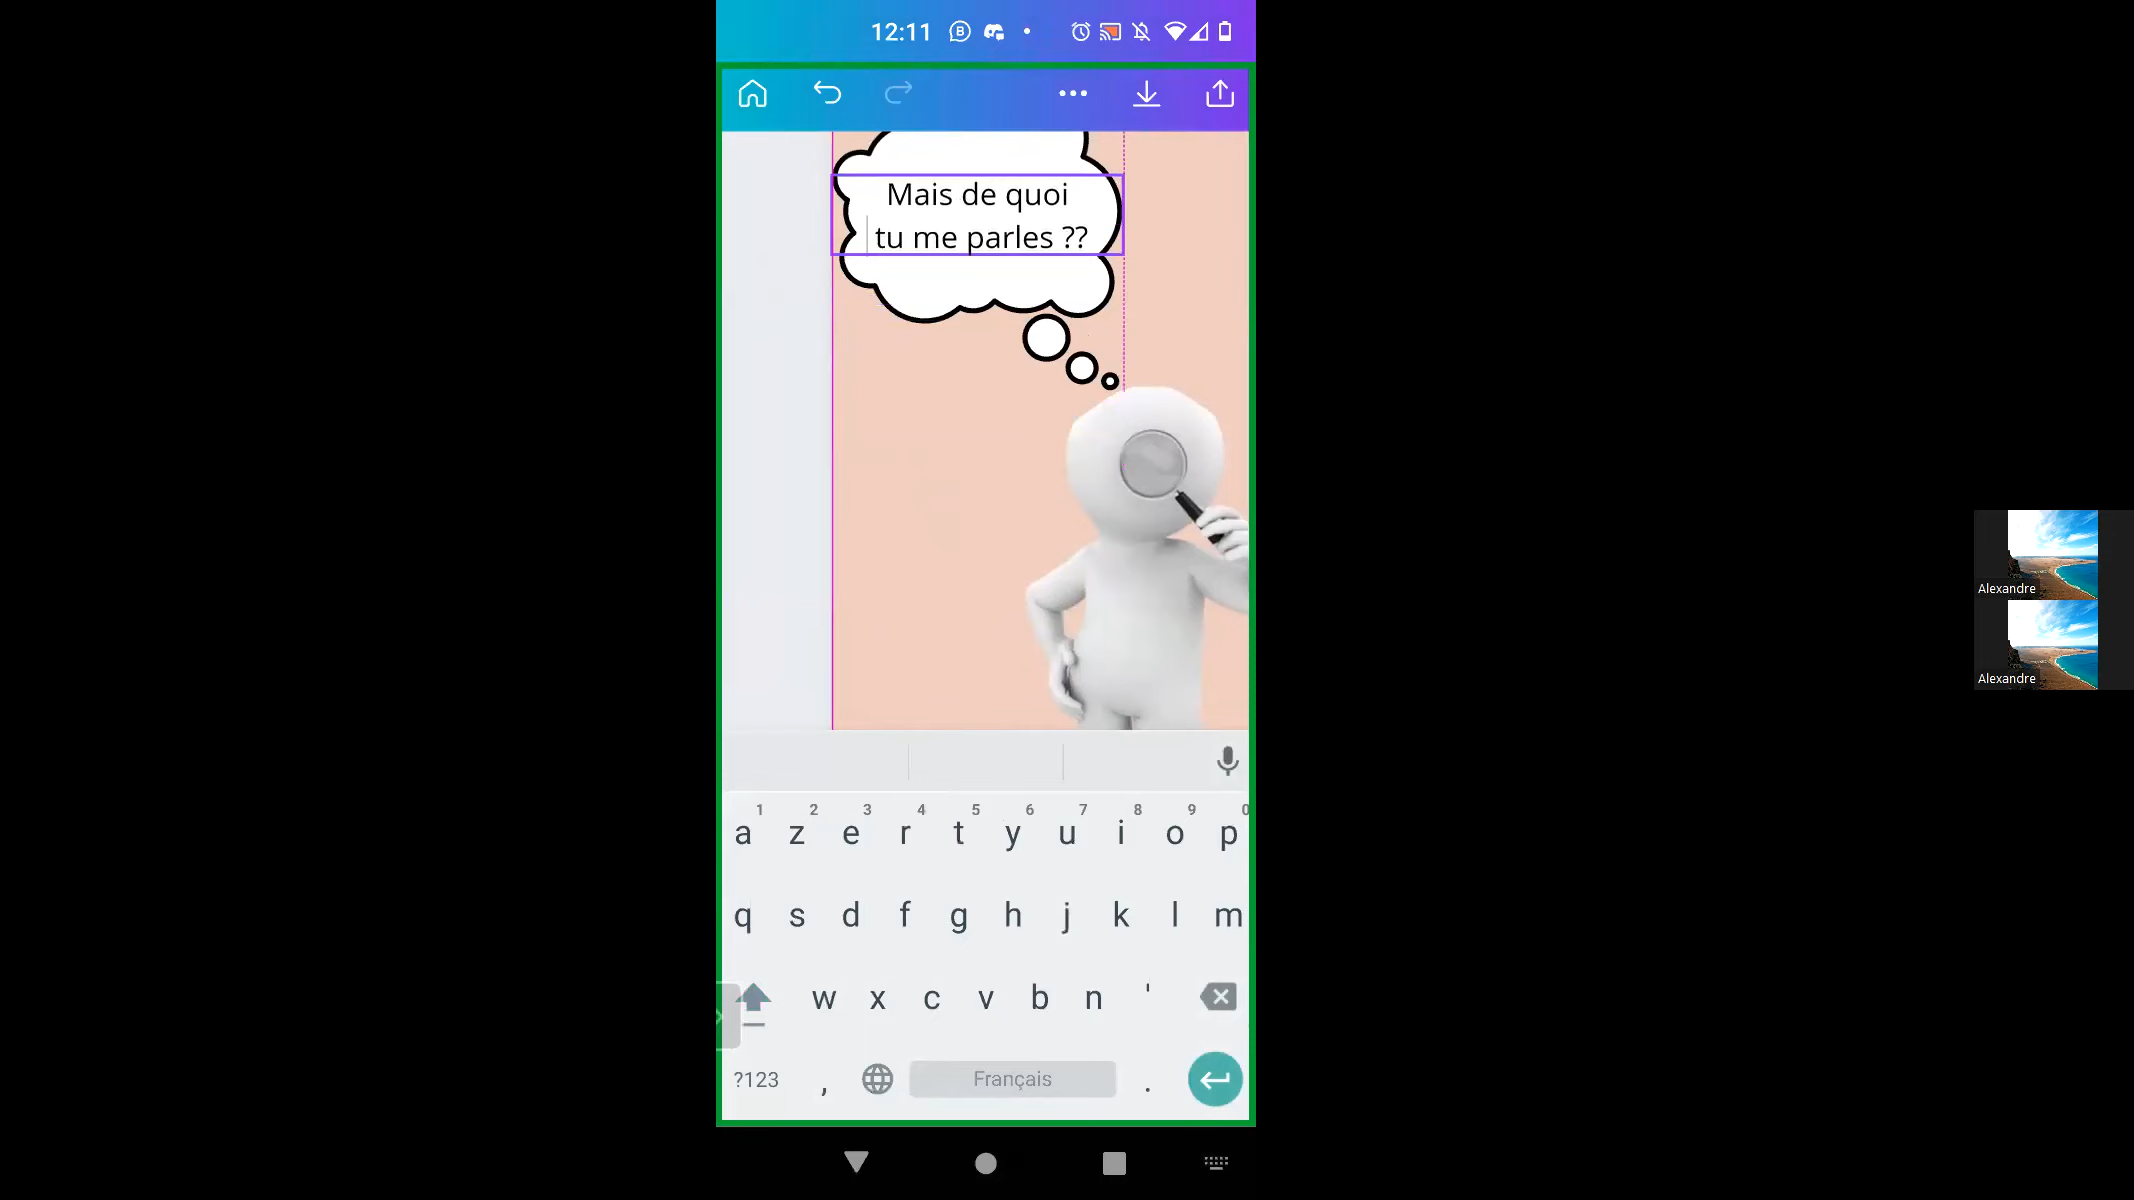 12:11
Mais de quoi
tu me parles ??
Alexandre
Alexandre
1 2 3 4 5 6 7 8 9 0
a z e r t y u i o p
q s d f g h j k l m
w x c v b n '
?123 , Français .